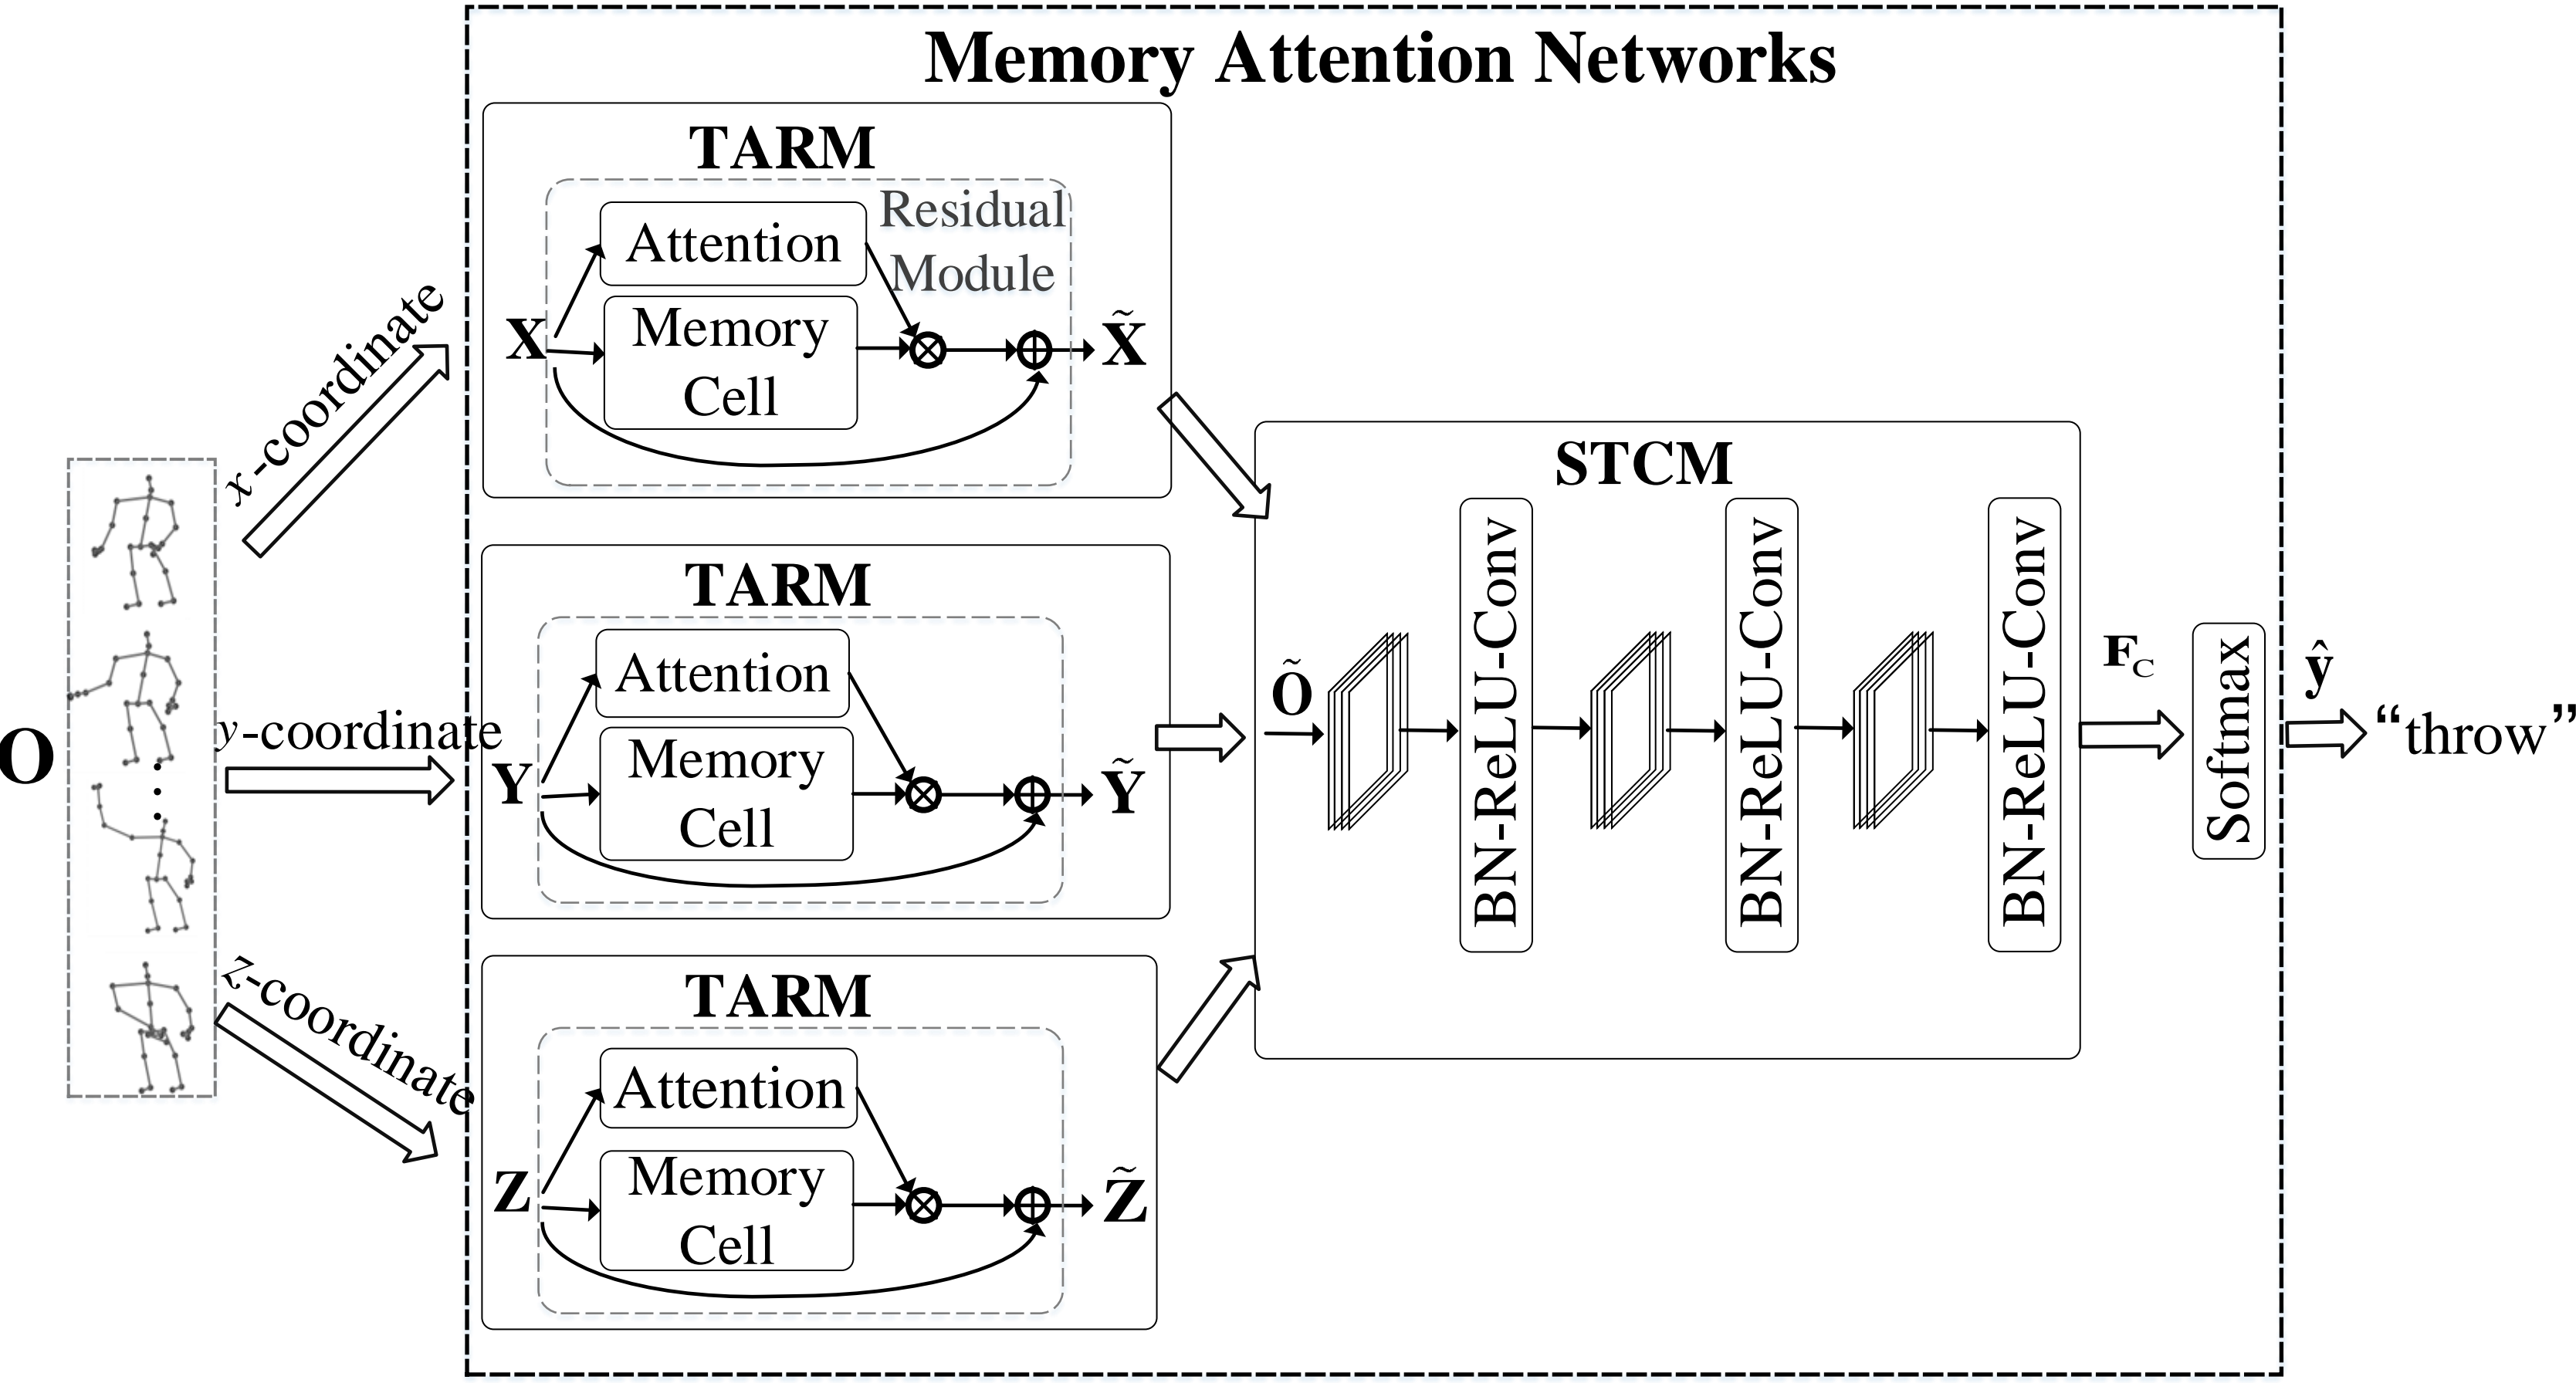 Memory Attention Networks
TARM
Residual
Module
Attention
Memory
Cell
X
X̃
x-coordinate
TARM
Attention
Memory
Cell
Y
Ỹ
O
y-coordinate
TARM
Attention
Memory
Cell
Z
Z̃
z-coordinate
STCM
Õ
BN-ReLU-Conv
BN-ReLU-Conv
BN-ReLU-Conv
F_C
Softmax
ŷ
“throw”